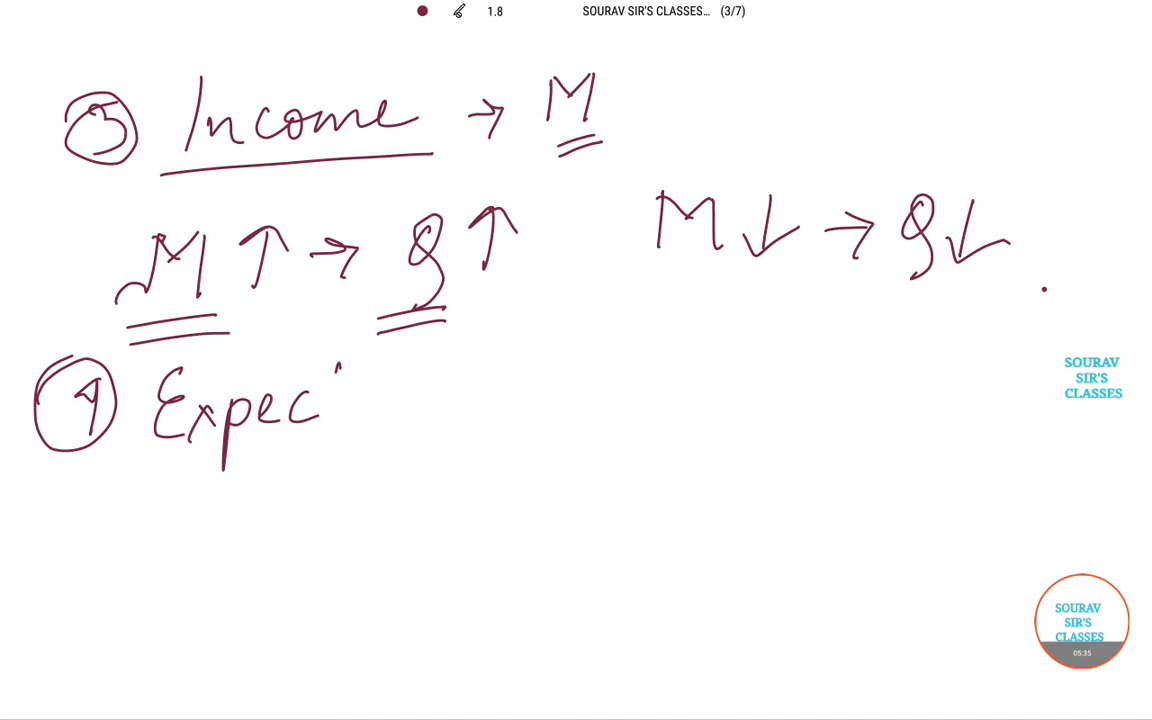 1.8 SOURAV SIR'S CLASSES... (3/7)
③ Income → M
M ↑ → Q ↑ M ↓ → Q ↓
④ Expec
SOURAV
SIR'S
CLASSES
SOURAV
SIR'S
CLASSES
05:35